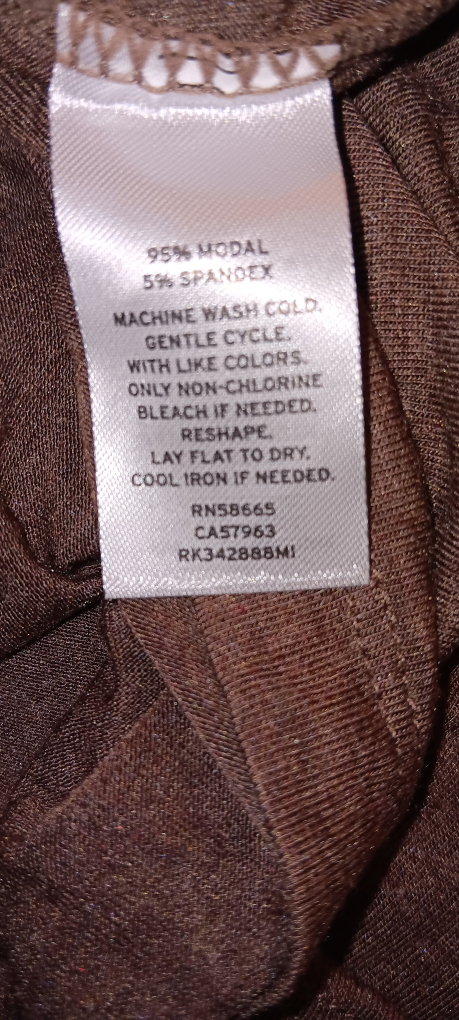 95% MODAL
5% SPANDEX
MACHINE WASH COLD.
GENTLE CYCLE.
WITH LIKE COLORS.
ONLY NON-CHLORINE
BLEACH IF NEEDED.
RESHAPE.
LAY FLAT TO DRY.
COOL IRON IF NEEDED.
RN58665
CA57963
RK342888MI